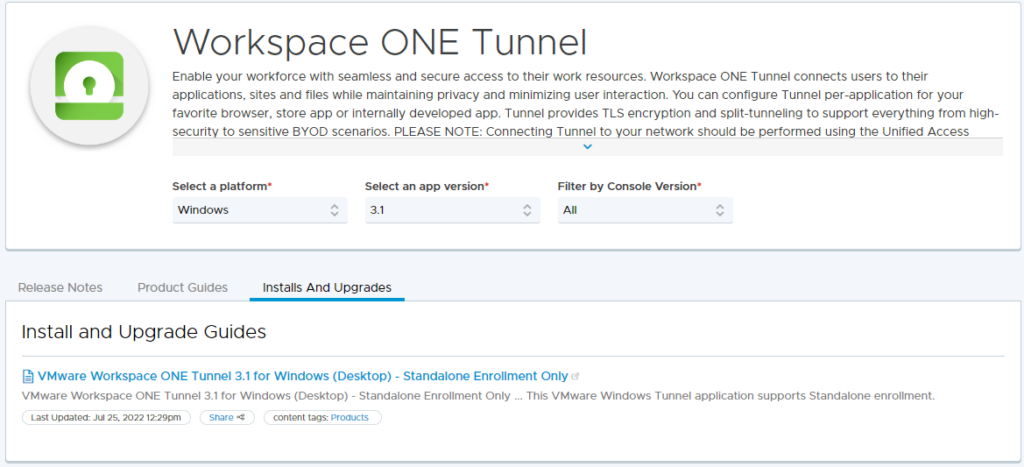 Workspace ONE Tunnel
Enable your workforce with seamless and secure access to their work resources. Workspace ONE Tunnel connects users to their
applications, sites and files while maintaining privacy and minimizing user interaction. You can configure Tunnel per-application for your
favorite browser, store app or internally developed app. Tunnel provides TLS encryption and split-tunneling to support everything from high-
security to sensitive BYOD scenarios. PLEASE NOTE: Connecting Tunnel to your network should be performed using the Unified Access
Select a platform* Select an app version* Filter by Console Version*
Windows 3.1 All
Release Notes Product Guides Installs And Upgrades
Install and Upgrade Guides
VMware Workspace ONE Tunnel 3.1 for Windows (Desktop) - Standalone Enrollment Only
VMware Workspace ONE Tunnel 3.1 for Windows (Desktop) - Standalone Enrollment Only ... This VMware Windows Tunnel application supports Standalone enrollment.
Last Updated: Jul 25, 2022 12:29pm Share content tags: Products